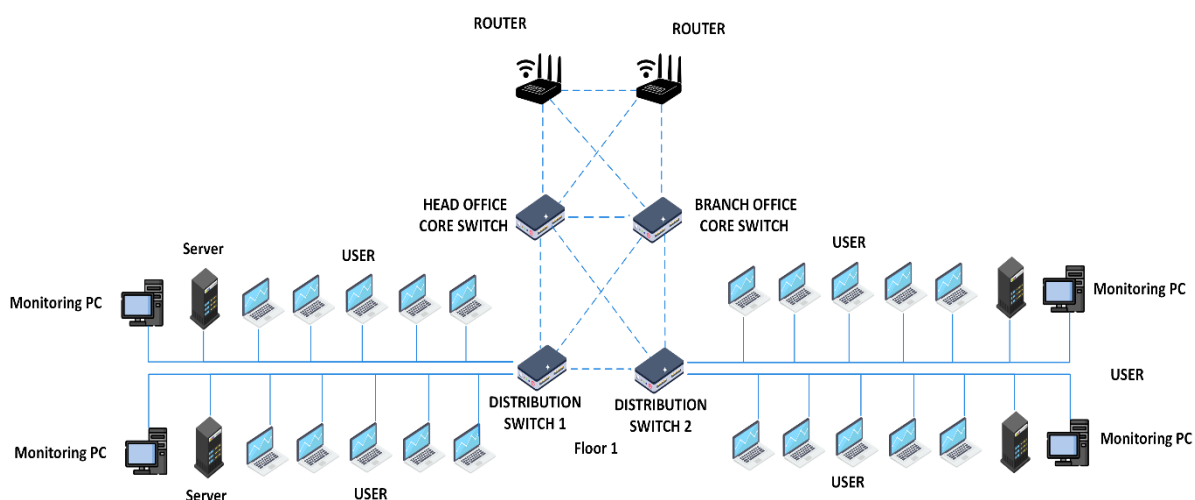 ROUTER
ROUTER
HEAD OFFICE
CORE SWITCH
BRANCH OFFICE
CORE SWITCH
Server
USER
USER
Monitoring PC
Monitoring PC
USER
DISTRIBUTION
SWITCH 1
DISTRIBUTION
SWITCH 2
Floor 1
Monitoring PC
Monitoring PC
Server
USER
USER